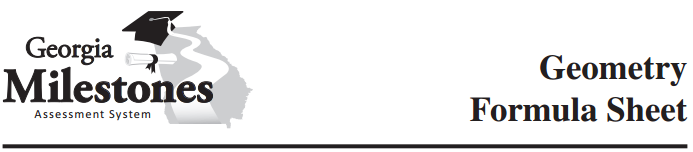 Georgia
Milestones
Assessment System
Geometry
Formula Sheet